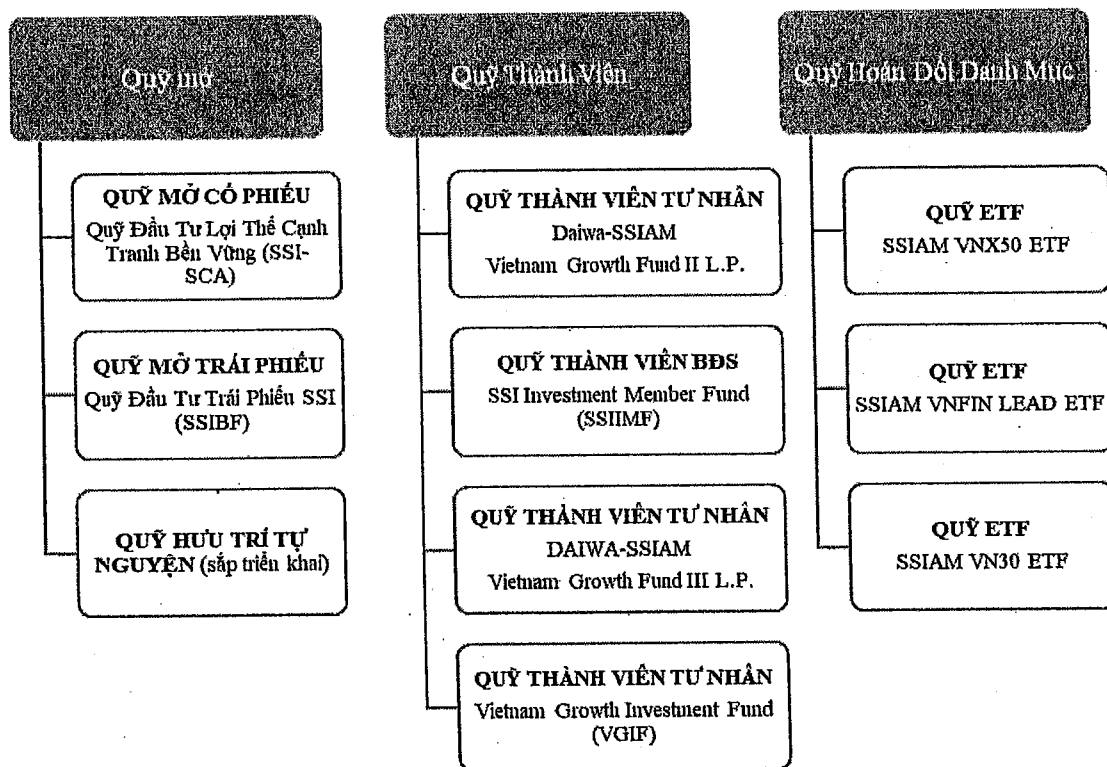 Quỹ mở
QUỸ MỞ CỔ PHIẾU
Quỹ Đầu Tư Lợi Thế Cạnh
Tranh Bền Vững (SSI-
SCA)
QUỸ MỞ TRÁI PHIẾU
Quỹ Đầu Tư Trái Phiếu SSI
(SSIBF)
QUỸ HƯU TRÍ TỰ
NGUYỆN (sắp triển khai)
Quỹ Thành Viên
QUỸ THÀNH VIÊN TƯ NHÂN
Daiwa-SSIAM
Vietnam Growth Fund II L.P.
QUỸ THÀNH VIÊN BĐS
SSI Investment Member Fund
(SSIIMF)
QUỸ THÀNH VIÊN TƯ NHÂN
DAIWA-SSIAM
Vietnam Growth Fund III L.P.
QUỸ THÀNH VIÊN TƯ NHÂN
Vietnam Growth Investment Fund
(VGIF)
Quỹ Hoán Đổi Danh Mục
QUỸ ETF
SSIAM VNX50 ETF
QUỸ ETF
SSIAM VNFIN LEAD ETF
QUỸ ETF
SSIAM VN30 ETF